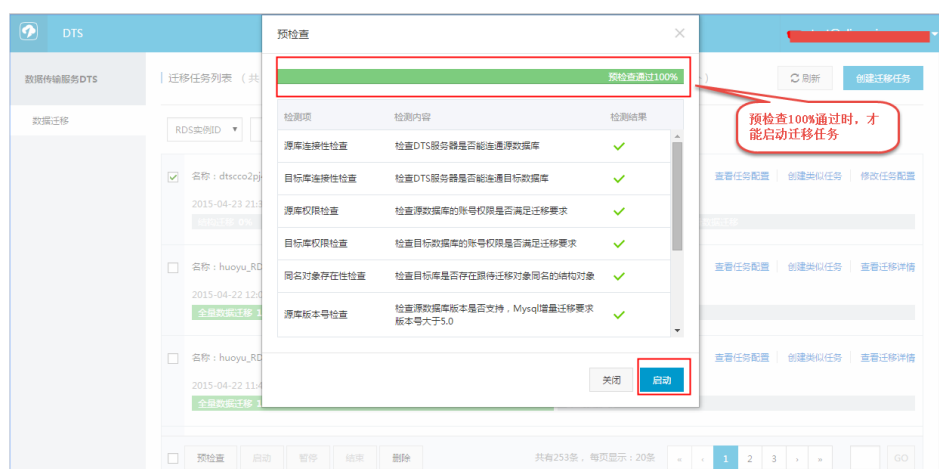 DTS
预检查
数据传输服务DTS
迁移任务列表 （共
预检查通过100%
）
刷新
创建迁移任务
数据迁移
RDS实例ID
检测项 检测内容 检测结果
预检查100%通过时，才
能启动迁移任务
源库连接性检查 检查DTS服务器是否能连通源数据库
名称：dtscco2pj
目标库连接性检查 检查DTS服务器是否能连通目标数据库
查看任务配置 创建类似任务 修改任务配置
2015-04-23 21:3
源库权限检查 检查源数据库的账号权限是否满足迁移要求
目标库权限检查 检查目标数据库的账号权限是否满足迁移要求
名称：huoyu_RD
同名对象存在性检查 检查目标库是否存在跟待迁移对象同名的结构对象
查看任务配置 创建类似任务 查看迁移详情
2015-04-22 12:0
全量数据迁移 1
源库版本号检查 检查源数据库版本是否支持，Mysql增量迁移要求
版本号大于5.0
名称：huoyu_RD
查看任务配置 创建类似任务 查看迁移详情
2015-04-22 11:4
关闭 启动
全量数据迁移 1
预检查 启动 暂停 结束 删除
共有253条， 每页显示：20条 « ‹ 1 2 3 › » GO